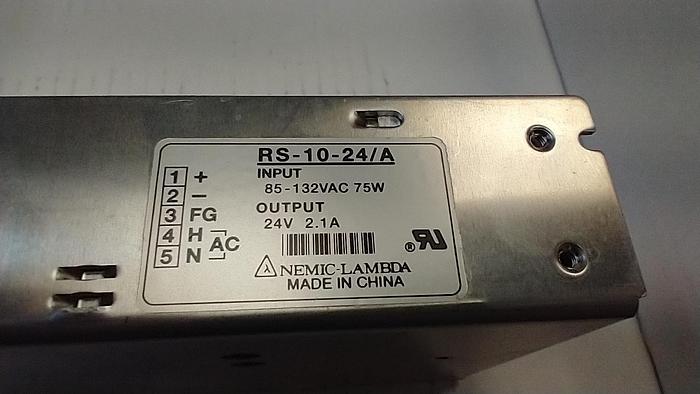 RS-10-24/A
INPUT
85-132VAC 75W
OUTPUT
24V 2.1A
1 +
2 -
3 FG
4 H
5 N
AC
® RU
NEMIC-LAMBDA
MADE IN CHINA